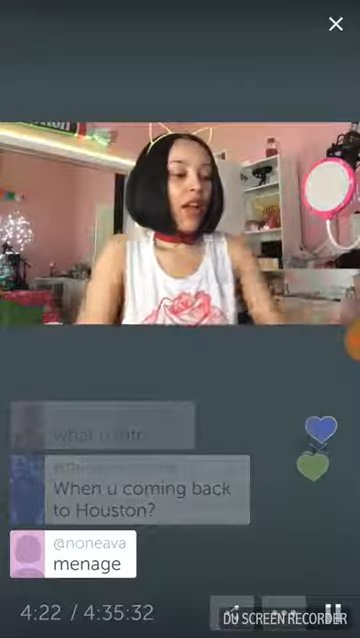 When u coming back
to Houston?
@noneava
menage
4:22 / 4:35:32
DU SCREEN RECORDER